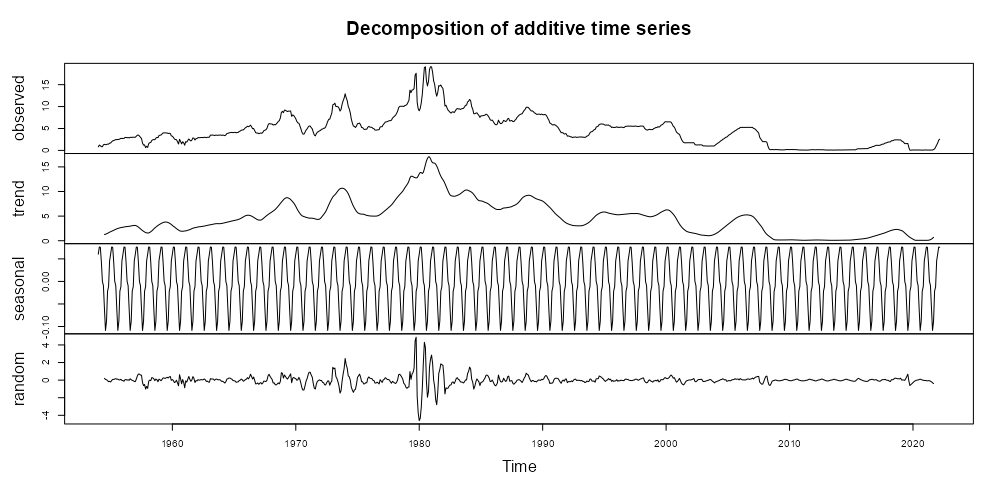 Decomposition of additive time series
observed
0 5 10 15
trend
0 5 10 15
seasonal
-0.10 0.00
random
-4 0 2 4
1960 1970 1980 1990 2000 2010 2020
Time